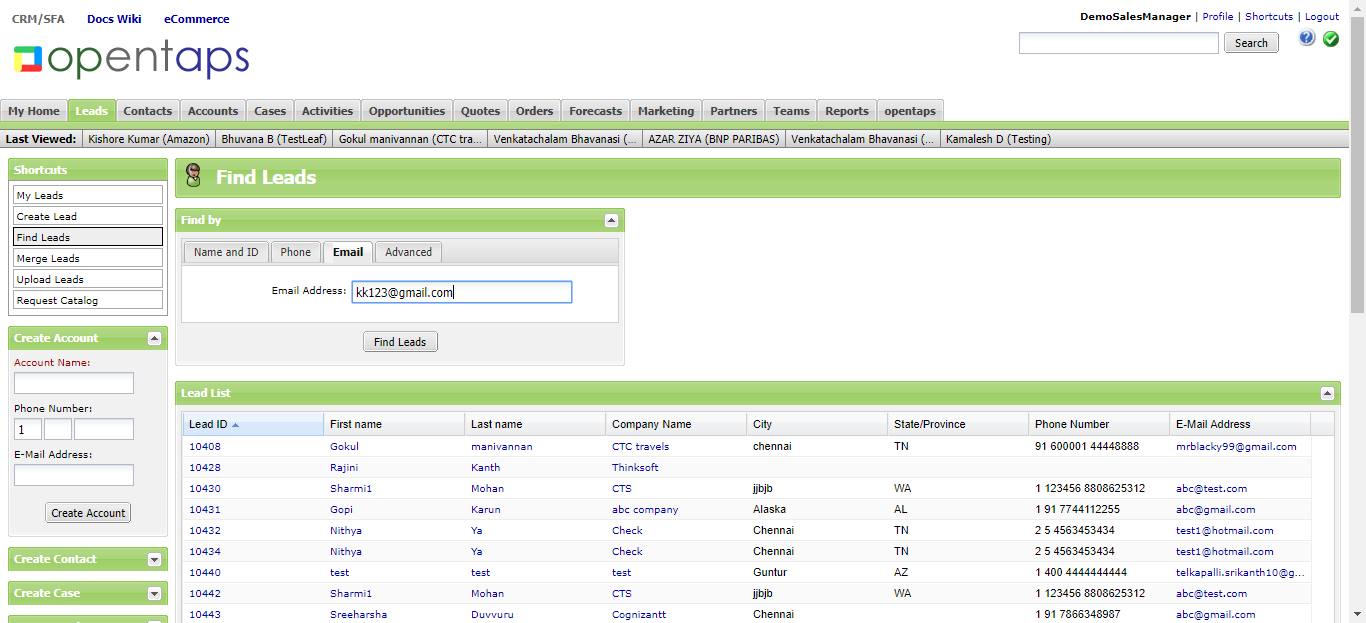 CRM/SFA Docs Wiki eCommerce
DemoSalesManager | Profile | Shortcuts | Logout
opentaps
Search
My Home Leads Contacts Accounts Cases Activities Opportunities Quotes Orders Forecasts Marketing Partners Teams Reports opentaps
Last Viewed: Kishore Kumar (Amazon) Bhuvana B (TestLeaf) Gokul manivannan (CTC tra... Venkatachalam Bhavanasi (... AZAR ZIYA (BNP PARIBAS) Venkatachalam Bhavanasi (... Kamalesh D (Testing)
Shortcuts
My Leads
Create Lead
Find Leads
Merge Leads
Upload Leads
Request Catalog
Create Account
Account Name:
Phone Number:
1
E-Mail Address:
Create Account
Create Contact
Create Case
Find Leads
Find by
Name and ID Phone Email Advanced
Email Address: kk123@gmail.com
Find Leads
Lead List
Lead ID First name Last name Company Name City State/Province Phone Number E-Mail Address
10408 Gokul manivannan CTC travels chennai TN 91 600001 44448888 mrblacky99@gmail.com
10428 Rajini Kanth Thinksoft
10430 Sharmi1 Mohan CTS jjbjb WA 1 123456 8808625312 abc@test.com
10431 Gopi Karun abc company Alaska AL 1 91 7744112255 abc@gmail.com
10432 Nithya Ya Check Chennai TN 2 5 4563453434 test1@hotmail.com
10434 Nithya Ya Check Chennai TN 2 5 4563453434 test1@hotmail.com
10440 test test test Guntur AZ 1 400 4444444444 telkapalli.srikanth10@g...
10442 Sharmi1 Mohan CTS jjbjb WA 1 123456 8808625312 abc@test.com
10443 Sreeharsha Duvvuru Cognizantt Chennai 1 91 7866348987 abc@gmail.com